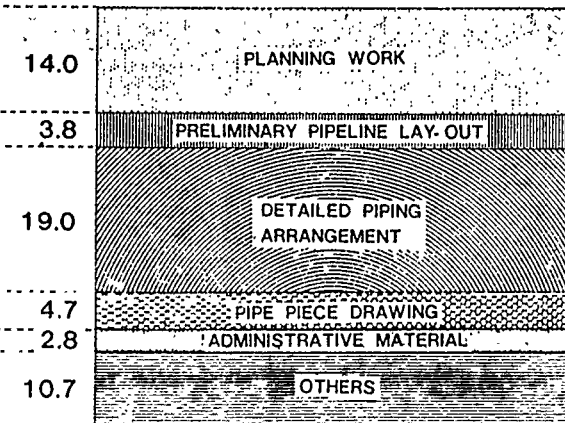 14.0 PLANNING WORK
3.8 PRELIMINARY PIPELINE LAY-OUT
19.0 DETAILED PIPING
ARRANGEMENT
4.7 PIPE PIECE DRAWING
2.8 ADMINISTRATIVE MATERIAL
10.7 OTHERS